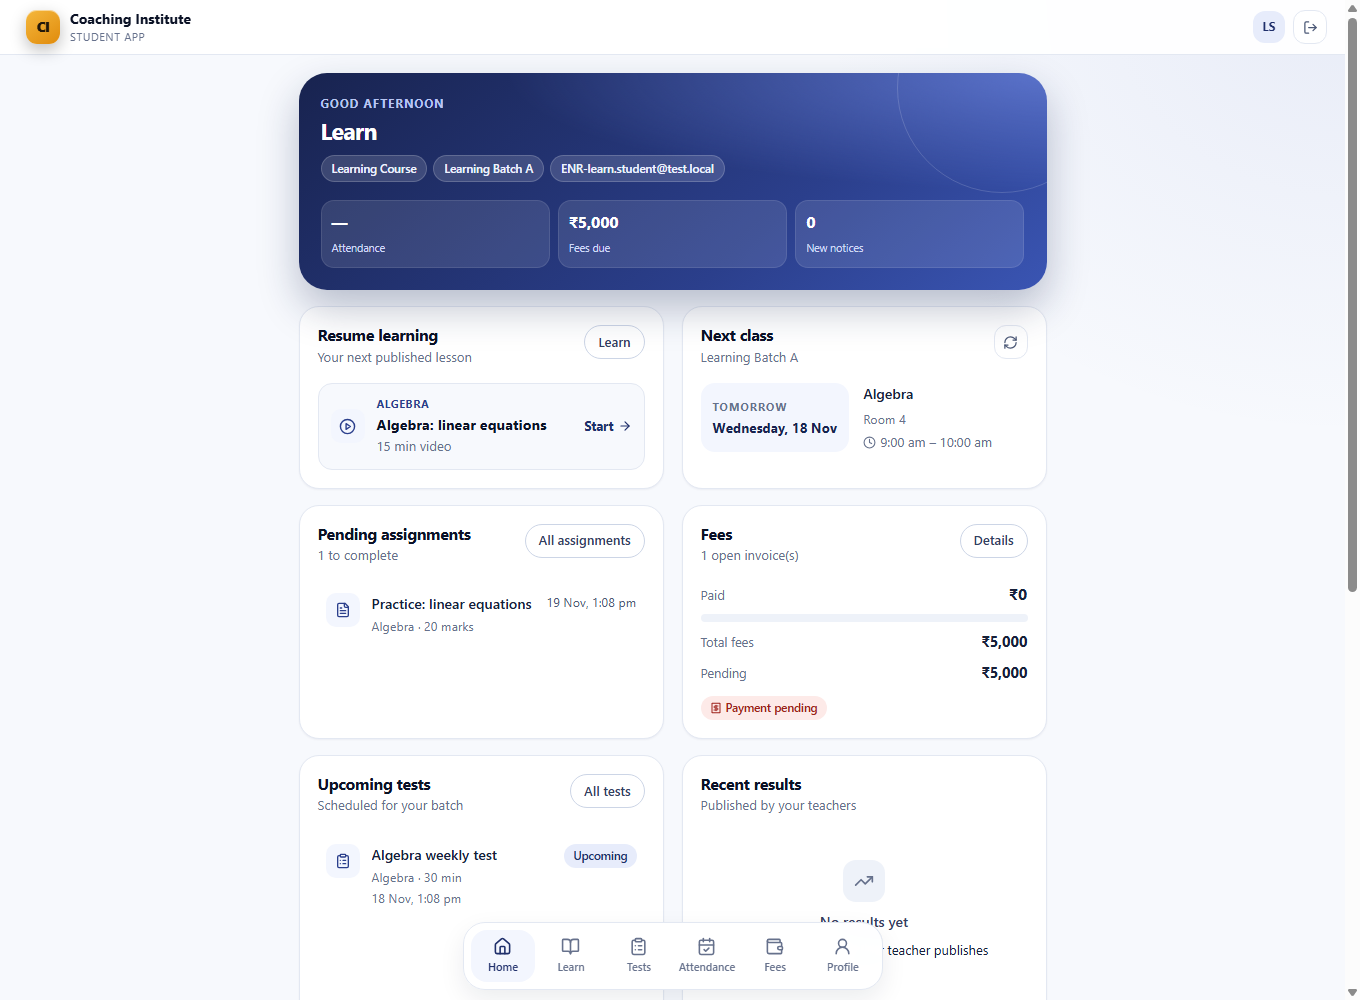 CI
Coaching Institute
STUDENT APP
LS
GOOD AFTERNOON
Learn
Learning Course
Learning Batch A
ENR-learn.student@test.local
—
Attendance
₹5,000
Fees due
0
New notices
Resume learning
Your next published lesson
Learn
ALGEBRA
Algebra: linear equations
15 min video
Start →
Next class
Learning Batch A
TOMORROW
Wednesday, 18 Nov
Algebra
Room 4
9:00 am – 10:00 am
Pending assignments
1 to complete
All assignments
Practice: linear equations
19 Nov, 1:08 pm
Algebra · 20 marks
Fees
1 open invoice(s)
Details
Paid
₹0
Total fees
₹5,000
Pending
₹5,000
Payment pending
Upcoming tests
Scheduled for your batch
All tests
Algebra weekly test
Upcoming
Algebra · 30 min
18 Nov, 1:08 pm
Recent results
Published by your teachers
No results yet
teacher publishes
Home
Learn
Tests
Attendance
Fees
Profile